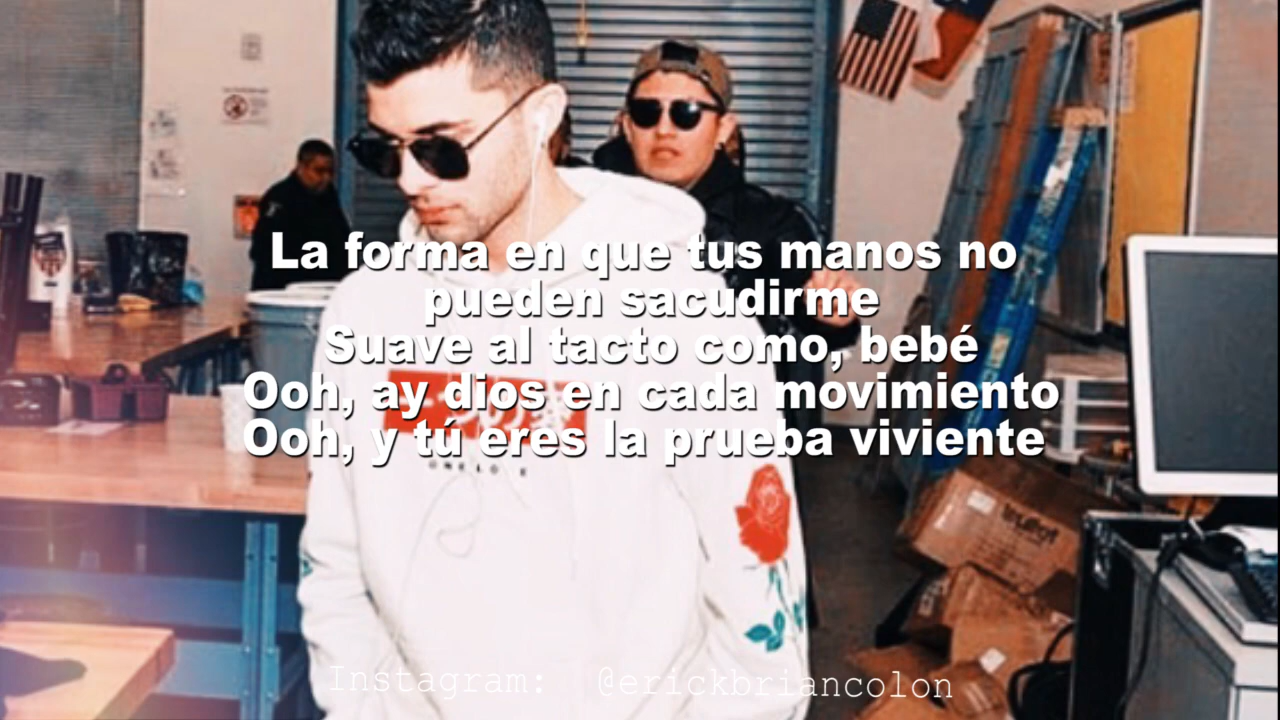 La forma en que tus manos no
pueden sacudirme
Suave al tacto como, bebé
Ooh, ay dios en cada movimiento
Ooh, y tú eres la prueba viviente
Instagram: @erickbriancolon